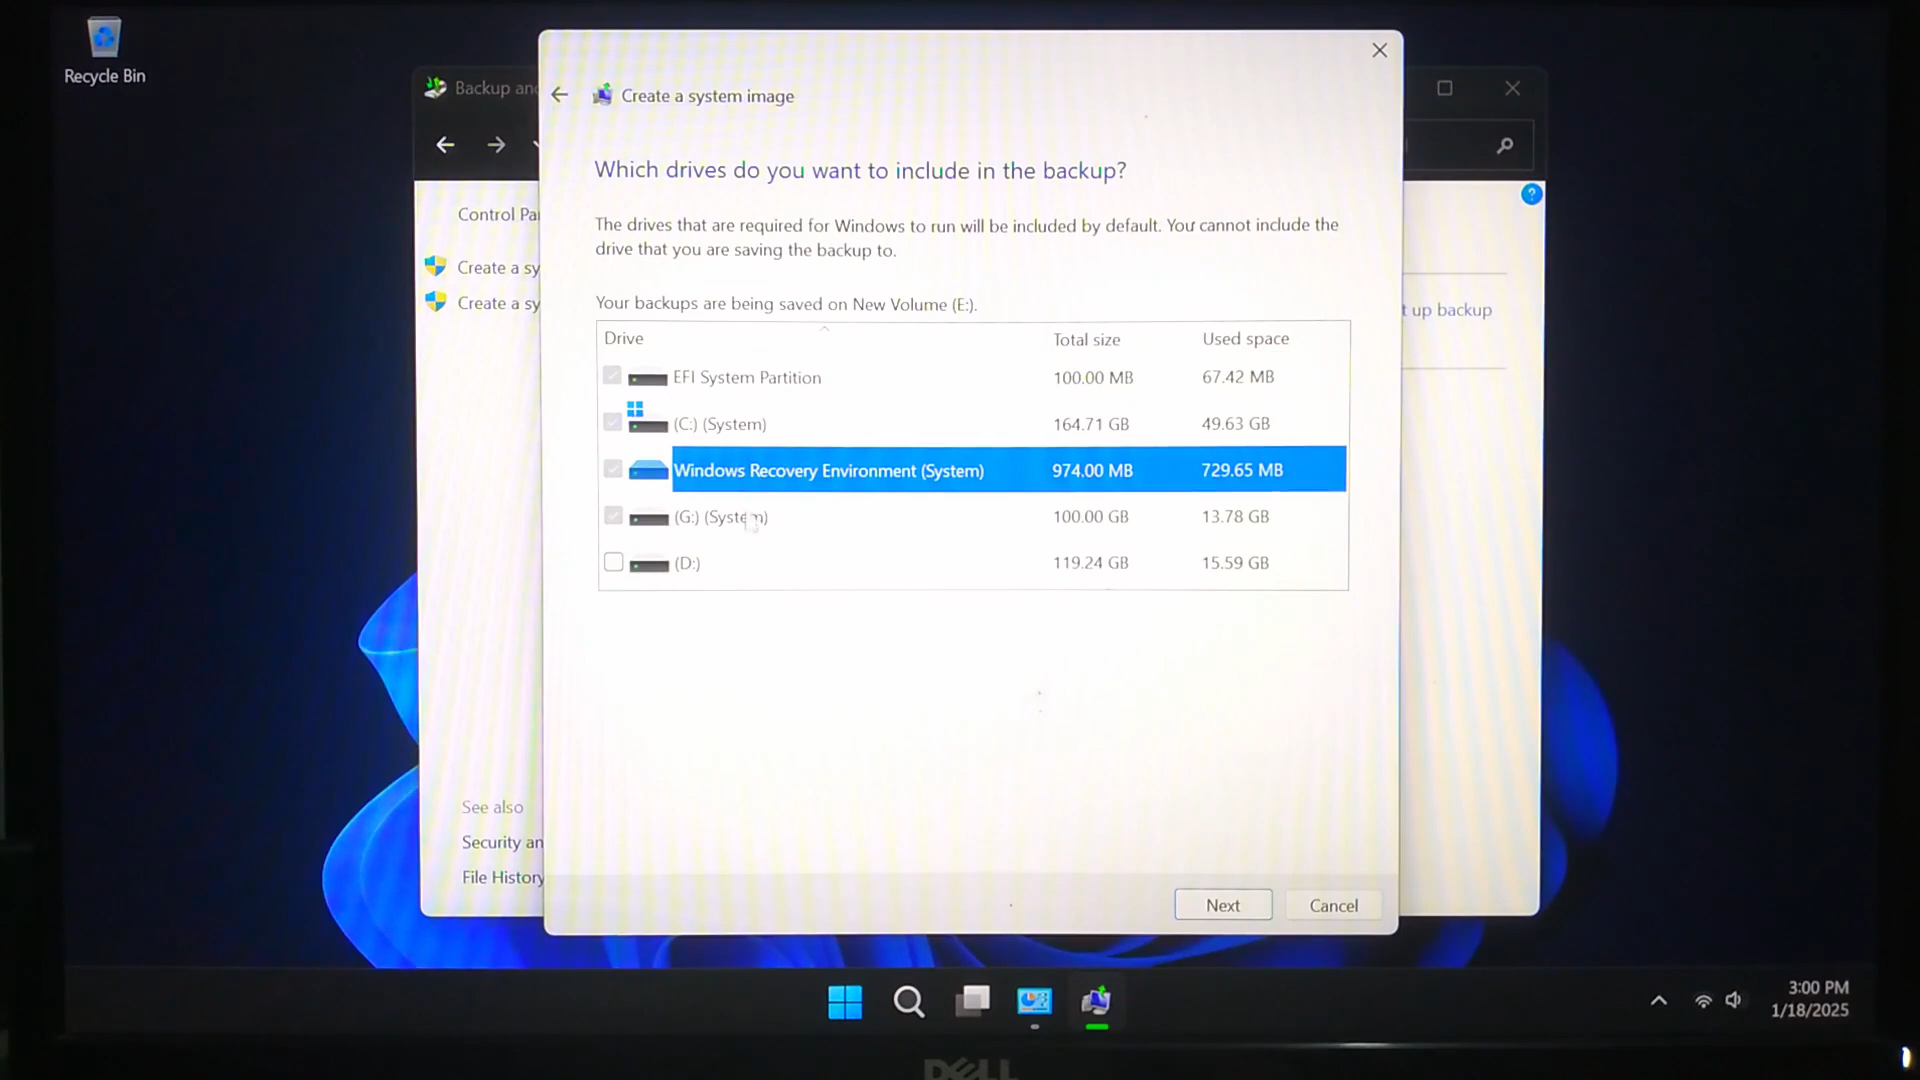 Recycle Bin
Backup an
Create a system image
Which drives do you want to include in the backup?
Control Pa
The drives that are required for Windows to run will be included by default. You cannot include the
drive that you are saving the backup to.
Create a sy
Create a sy
Your backups are being saved on New Volume (E:).
t up backup
Drive Total size Used space
EFI System Partition 100.00 MB 67.42 MB
(C:) (System) 164.71 GB 49.63 GB
Windows Recovery Environment (System) 974.00 MB 729.65 MB
(G:) (System) 100.00 GB 13.78 GB
(D:) 119.24 GB 15.59 GB
See also
Security an
File History
Next Cancel
3:00 PM
1/18/2025
DELL